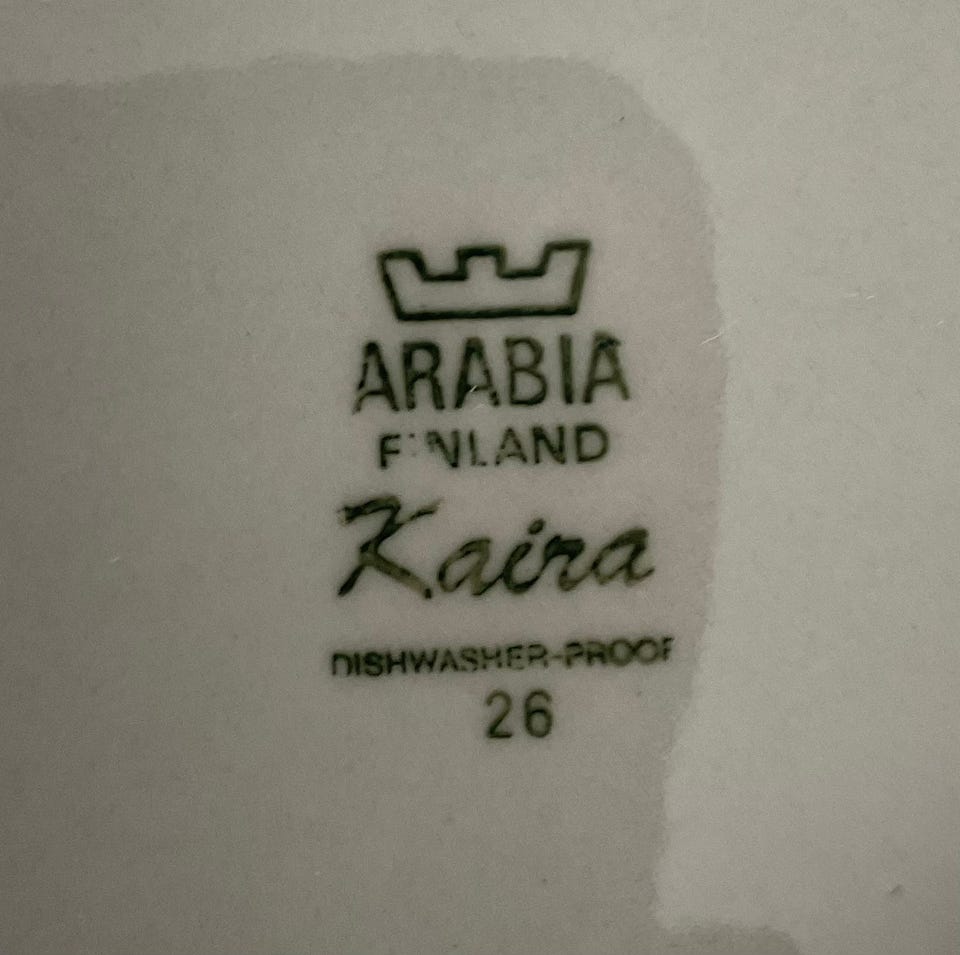 ARABIA
FINLAND
Kaira
DISHWASHER-PROOF
26